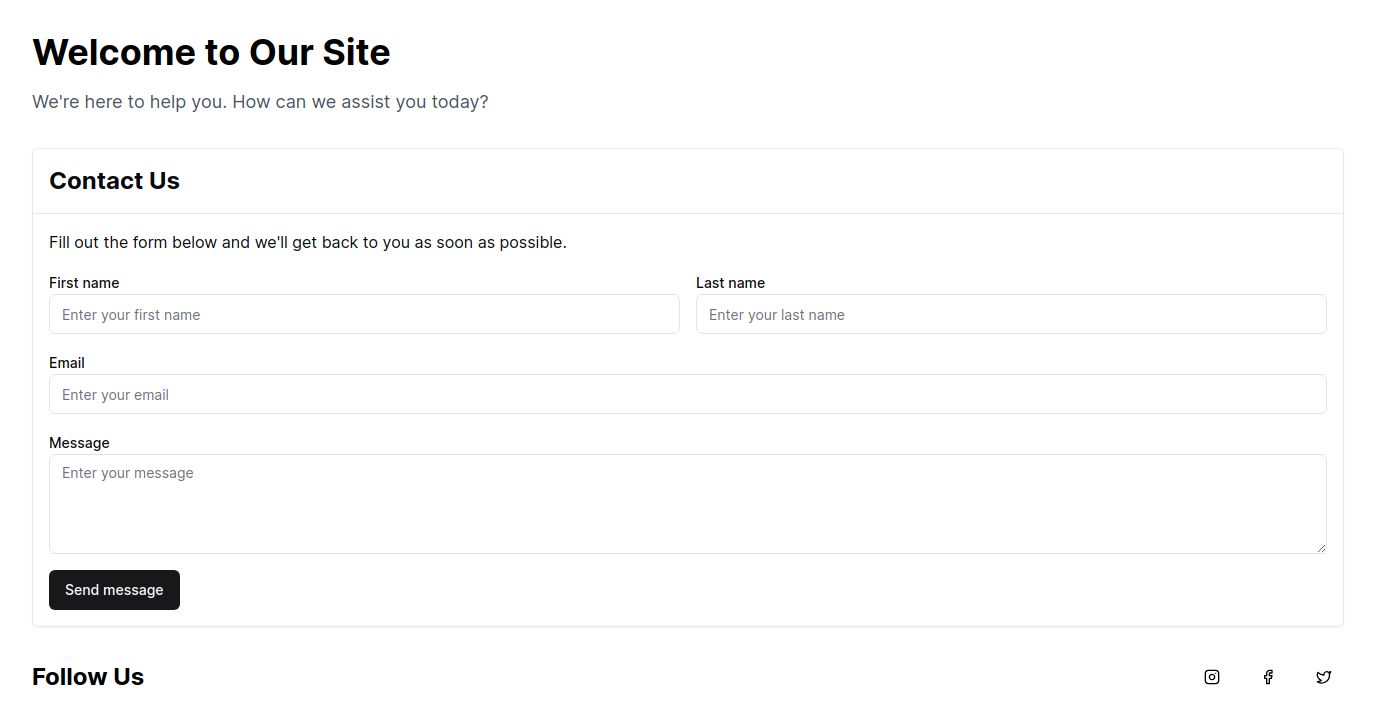 Welcome to Our Site
We're here to help you. How can we assist you today?
Contact Us
Fill out the form below and we'll get back to you as soon as possible.
First name
Last name
Enter your first name
Enter your last name
Email
Enter your email
Message
Enter your message
Send message
Follow Us